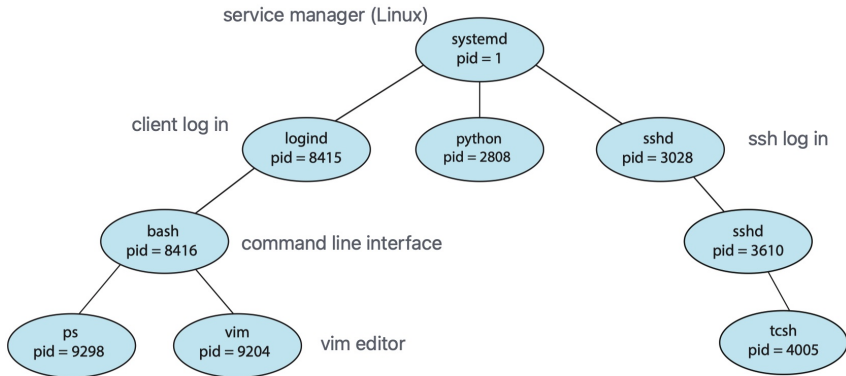 service manager (Linux)
systemd
pid = 1
client log in
logind
pid = 8415
python
pid = 2808
sshd
pid = 3028
ssh log in
bash
pid = 8416
command line interface
sshd
pid = 3610
ps
pid = 9298
vim
pid = 9204
vim editor
tcsh
pid = 4005